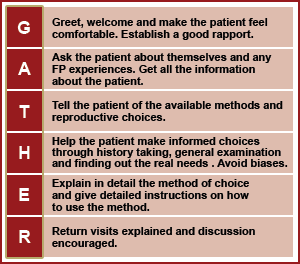 G
Greet, welcome and make the patient feel
comfortable. Establish a good rapport.
A
Ask the patient about themselves and any
FP experiences. Get all the information
about the patient.
T
Tell the patient of the available methods and
reproductive choices.
H
Help the patient make informed choices
through history taking, general examination
and finding out the real needs . Avoid biases.
E
Explain in detail the method of choice
and give detailed instructions on how
to use the method.
R
Return visits explained and discussion
encouraged.